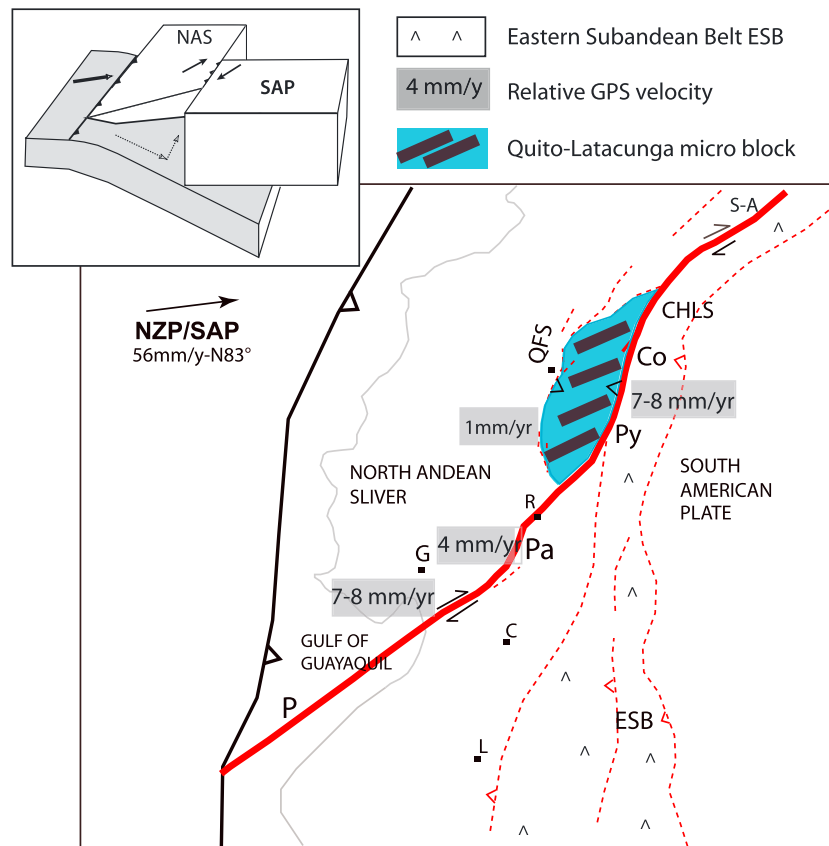 NAS
SAP
^ ^ Eastern Subandean Belt ESB
4 mm/y Relative GPS velocity
Quito-Latacunga micro block
S-A
NZP/SAP
56mm/y-N83°
CHLS
QFS
Co
7-8 mm/yr
1mm/yr
Py
NORTH ANDEAN
SLIVER
SOUTH
AMERICAN
PLATE
R
4 mm/yr
Pa
G
7-8 mm/yr
GULF OF
GUAYAQUIL
C
P
ESB
L